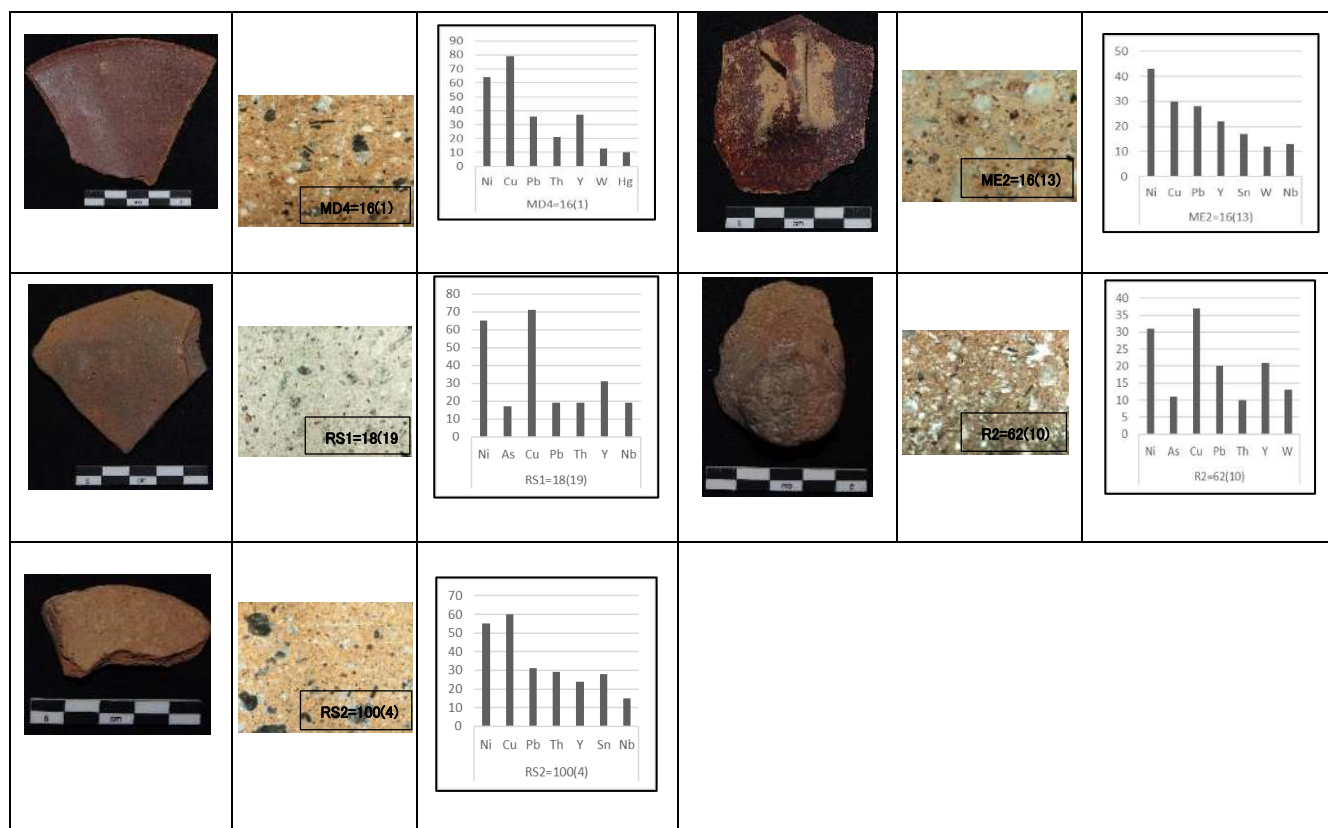 90
80
70
60
50
40
30
20
10
0
Ni Cu Pb Th Y W Hg
MD4=16(1)
MD4=16(1)
cm
50
40
30
20
10
0
Ni Cu Pb Y Sn W Nb
ME2=16(13)
ME2=16(13)
cm
80
70
60
50
40
30
20
10
0
Ni As Cu Pb Th Y Nb
RS1=18(19)
RS1=18(19
cm
40
35
30
25
20
15
10
5
0
Ni As Cu Pb Th Y W
R2=62(10)
R2=62(10)
cm
70
60
50
40
30
20
10
0
Ni Cu Pb Th Y Sn Nb
RS2=100(4)
RS2=100(4)
cm